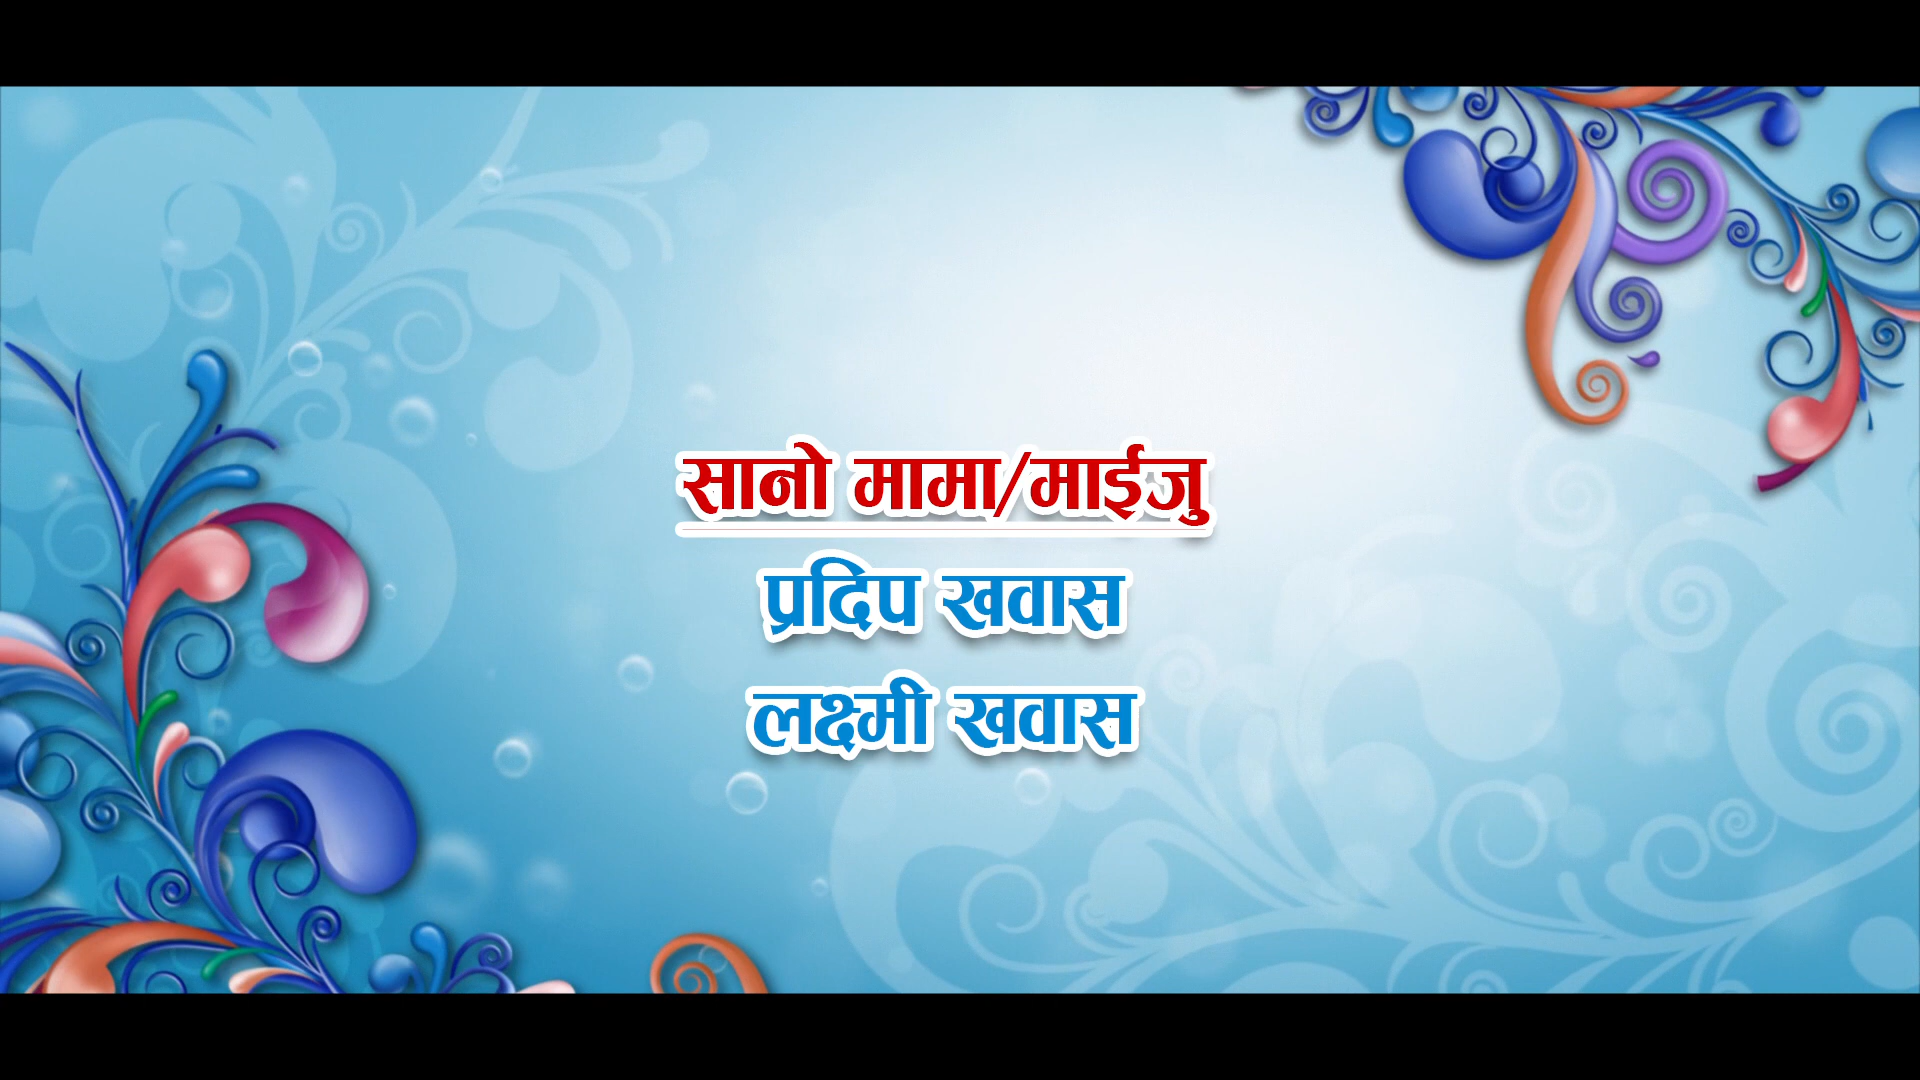 सानो मामा/माईजु
प्रदिप खवास
लक्ष्मी खवास